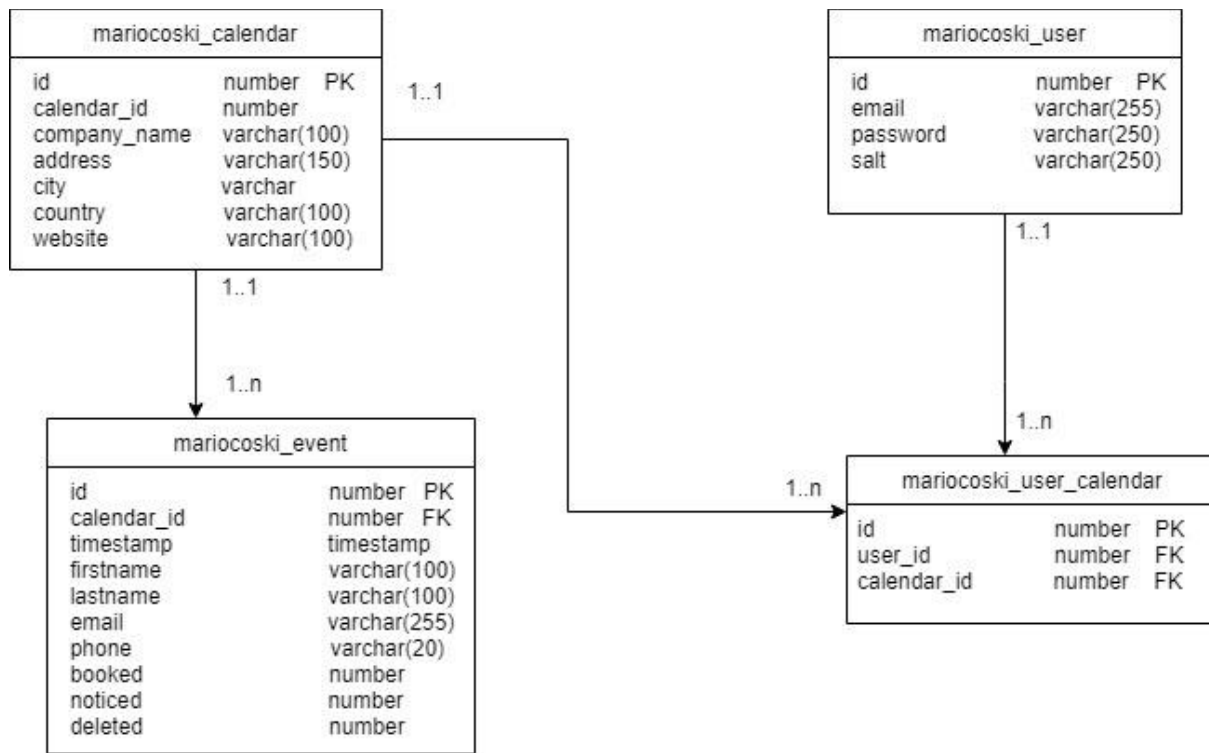 mariocoski_calendar
id number PK
calendar_id number
company_name varchar(100)
address varchar(150)
city varchar
country varchar(100)
website varchar(100)
1..1
mariocoski_user
id number PK
email varchar(255)
password varchar(250)
salt varchar(250)
1..1
1..1
1..n
1..n
1..n
mariocoski_event
id number PK
calendar_id number FK
timestamp timestamp
firstname varchar(100)
lastname varchar(100)
email varchar(255)
phone varchar(20)
booked number
noticed number
deleted number
mariocoski_user_calendar
id number PK
user_id number FK
calendar_id number FK